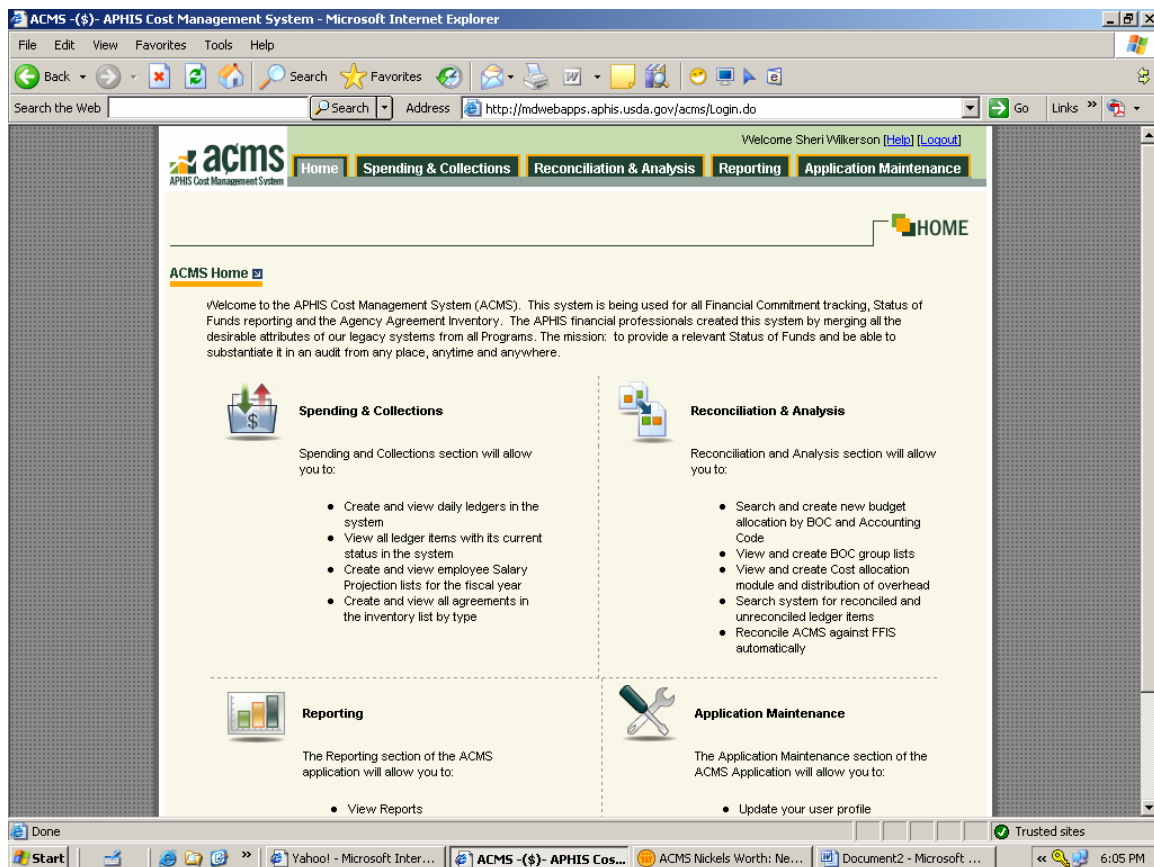 ACMS -($)- APHIS Cost Management System - Microsoft Internet Explorer
File Edit View Favorites Tools Help
Back Search Favorites
Search the Web Search Address http://mdwebapps.aphis.usda.gov/acms/Login.do Go Links »
Welcome Sheri Wilkerson [Help] [Logout]
açms
APHIS Cost Management System
Home Spending & Collections Reconciliation & Analysis Reporting Application Maintenance
HOME
ACMS Home
Welcome to the APHIS Cost Management System (ACMS). This system is being used for all Financial Commitment tracking, Status of
Funds reporting and the Agency Agreement Inventory. The APHIS financial professionals created this system by merging all the
desirable attributes of our legacy systems from all Programs. The mission: to provide a relevant Status of Funds and be able to
substantiate it in an audit from any place, anytime and anywhere.
$
Spending & Collections
Spending and Collections section will allow
you to:
• Create and view daily ledgers in the
system
• View all ledger items with its current
status in the system
• Create and view employee Salary
Projection lists for the fiscal year
• Create and view all agreements in
the inventory list by type
Reconciliation & Analysis
Reconciliation and Analysis section will allow
you to:
• Search and create new budget
allocation by BOC and Accounting
Code
• View and create BOC group lists
• View and create Cost allocation
module and distribution of overhead
• Search system for reconciled and
unreconciled ledger items
• Reconcile ACMS against FFIS
automatically
Reporting
The Reporting section of the ACMS
application will allow you to:
• View Reports
Application Maintenance
The Application Maintenance section of the
ACMS Application will allow you to:
• Update your user profile
Done Trusted sites
Start » Yahoo! - Microsoft Inter... ACMS -($)- APHIS Cos... ACMS Nickels Worth: Ne... Document2 - Microsoft ... « 6:05 PM